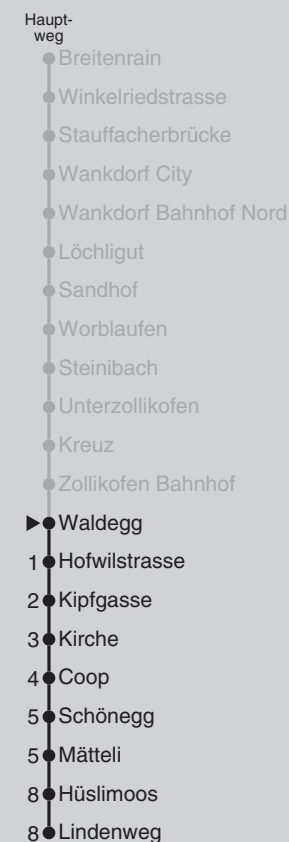 Haupt-
weg
Breitenrain
Winkelriedstrasse
Stauffacherbrücke
Wankdorf City
Wankdorf Bahnhof Nord
Löchligut
Sandhof
Worblaufen
Steinibach
Unterzollikofen
Kreuz
Zollikofen Bahnhof
Waldegg
1 Hofwilstrasse
2 Kipfgasse
3 Kirche
4 Coop
5 Schönegg
5 Mätteli
8 Hüslimoos
8 Lindenweg